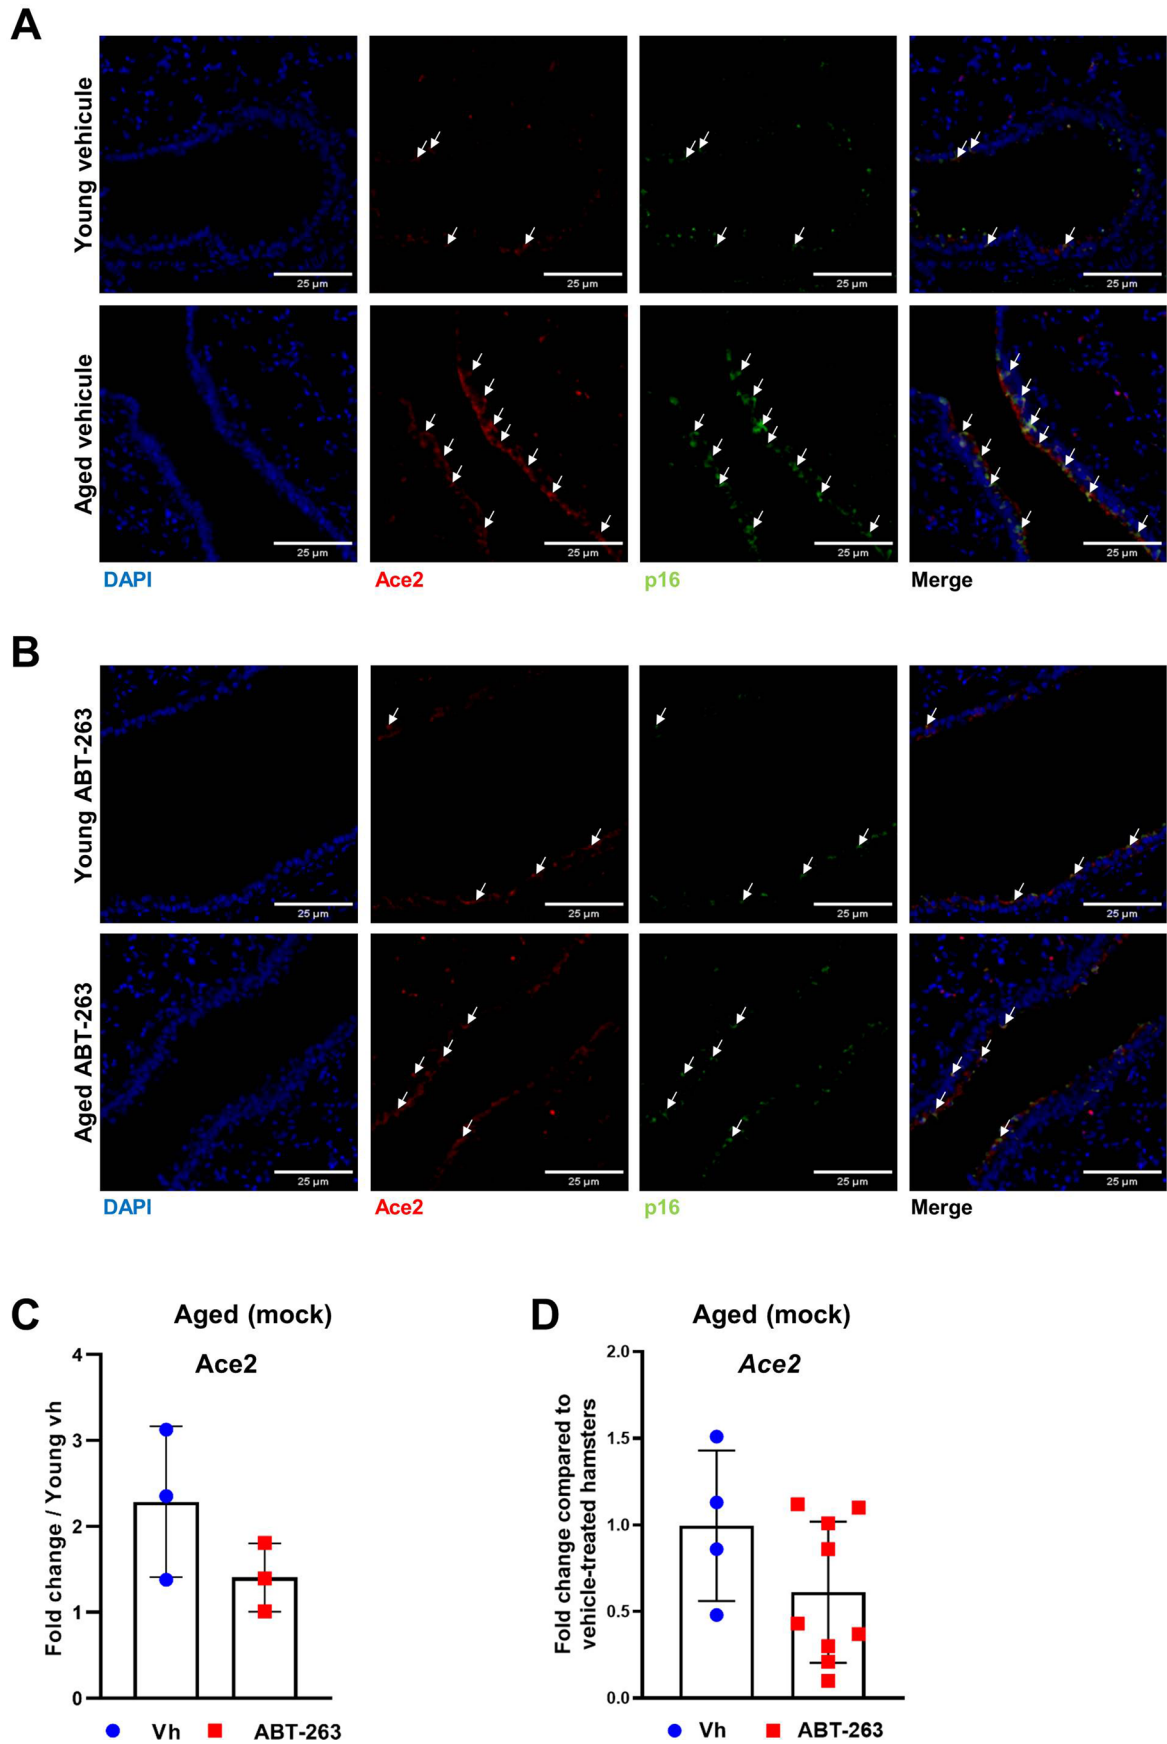 A
Young vehicule
25 µm
25 µm
25 µm
25 µm
Aged vehicule
25 µm
25 µm
25 µm
25 µm
DAPI
Ace2
p16
Merge
B
Young ABT-263
25 µm
25 µm
25 µm
25 µm
Aged ABT-263
25 µm
25 µm
25 µm
25 µm
DAPI
Ace2
p16
Merge
C
Aged (mock)
Ace2
Fold change / Young vh
4
3
2
1
0
Vh
ABT-263
D
Aged (mock)
Ace2
Fold change compared to
vehicle-treated hamsters
2.0
1.5
1.0
0.5
0.0
Vh
ABT-263